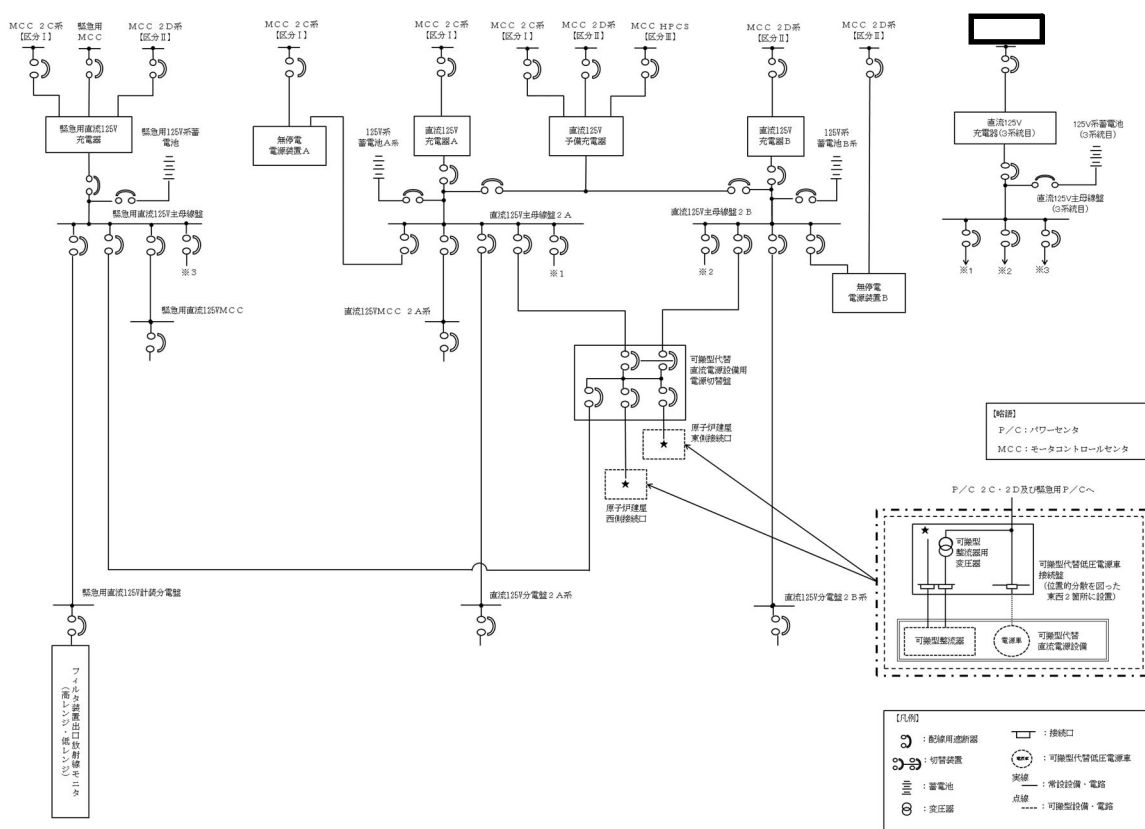 MCC 2C系
【区分Ⅰ】
緊急用
MCC
MCC 2D系
【区分Ⅱ】
MCC 2C系
【区分Ⅰ】
MCC 2C系
【区分Ⅰ】
MCC 2C系
【区分Ⅰ】
MCC 2D系
【区分Ⅱ】
MCC HPCS
【区分Ⅲ】
MCC 2D系
【区分Ⅱ】
MCC 2D系
【区分Ⅱ】
緊急用直流125V
充電器
緊急用125V系蓄
電池
無停電
電源装置A
125V系
蓄電池A系
直流125V
充電器A
直流125V
予備充電器
直流125V
充電器B
125V系
蓄電池B系
直流125V
充電器(3系統目)
125V系蓄電池
(3系統目)
直流125V主母線盤
(3系統目)
緊急用直流125V主母線盤
直流125V主母線盤2A
直流125V主母線盤2B
※3
※1
※2
※1
※2
※3
無停電
電源装置B
緊急用直流125VMCC
直流125VMCC 2A系
可搬型代替
直流電源設備用
電源切替盤
原子炉建屋
東側接続口
★
★
原子炉建屋
西側接続口
【略語】
P/C:パワーセンタ
MCC:モータコントロールセンタ
P/C 2C・2D及び緊急用P/Cへ
★
可搬型
整流器用
変圧器
可搬型代替低圧電源車
接続盤
(位置的分散を図った
東西2箇所に設置)
可搬型整流器
電源車
可搬型代替
直流電源設備
緊急用直流125V計装分電盤
直流125V分電盤2A系
直流125V分電盤2B系
フィルタ装置出口放射線モニタ
(高レンジ・低レンジ)
【凡例】
:配線用遮断器
:切替装置
:蓄電池
:変圧器
:接続口
電源車
:可搬型代替低圧電源車
実線
:常設設備・電路
点線
:可搬型設備・電路